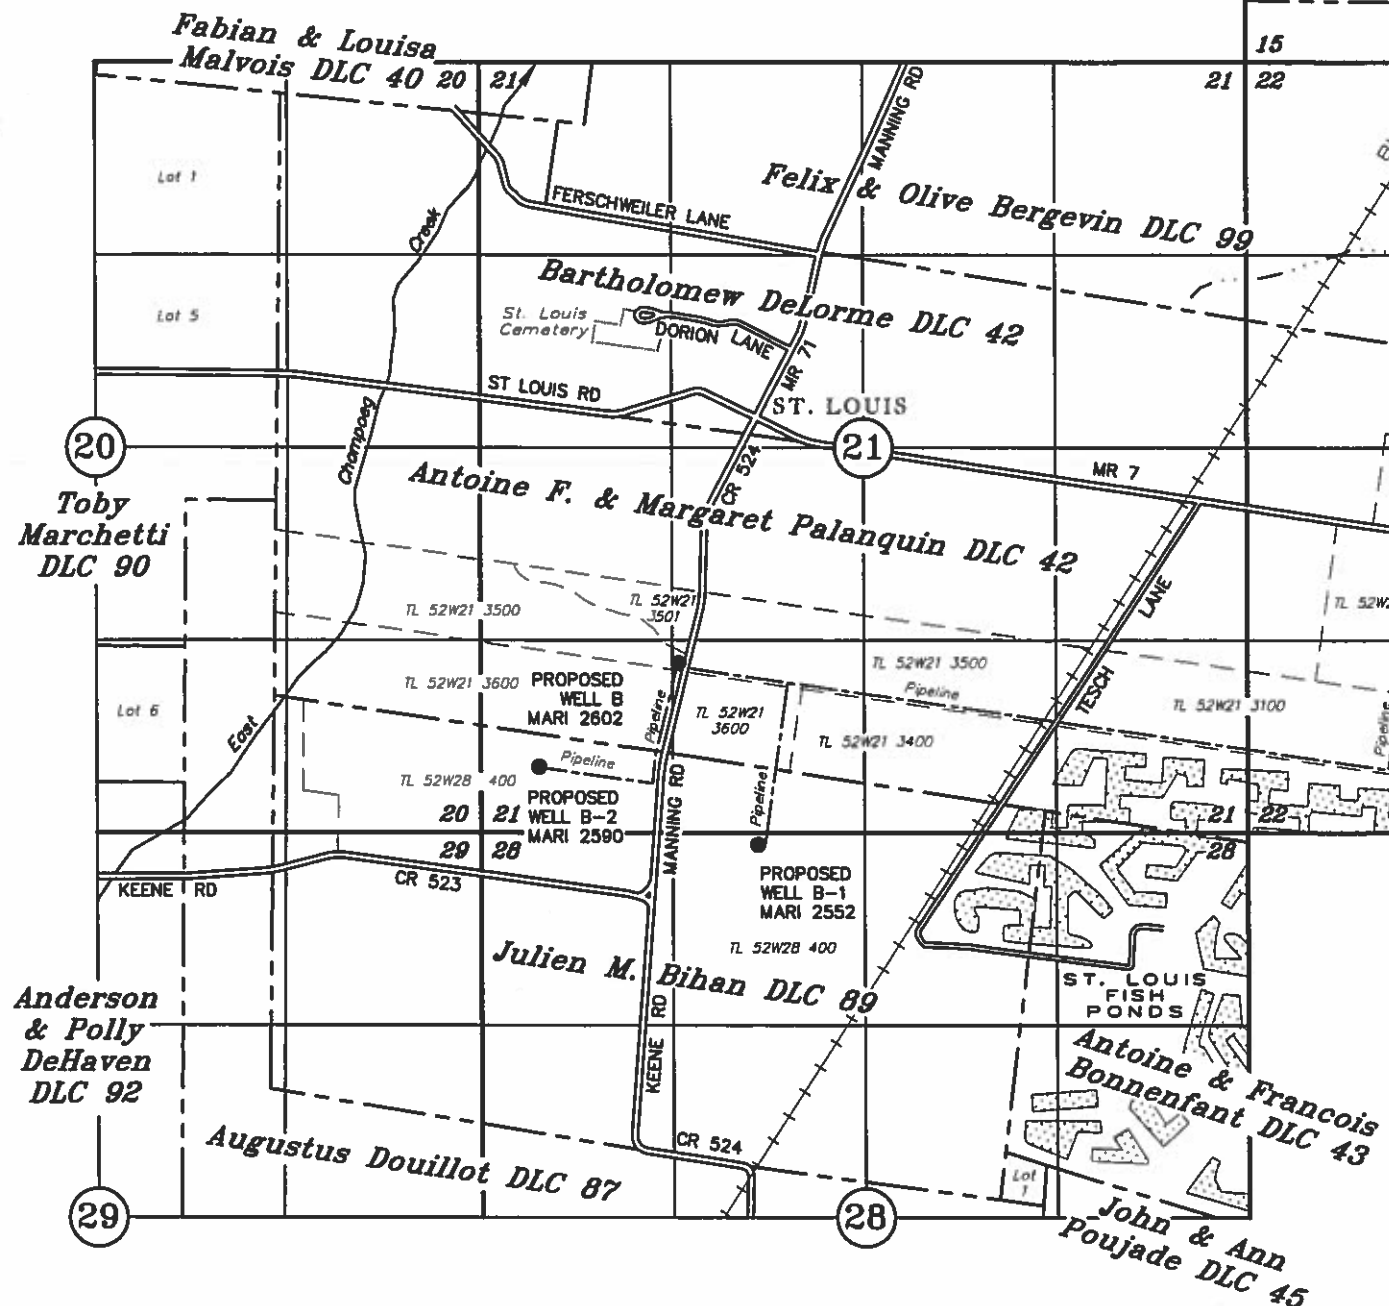 Fabian & Louisa
Malvois DLC 40
20 21
15
21 22
MANNING RD
Lot 1
Felix & Olive Bergevin DLC 99
FERSCHWEILER LANE
Creek
Bartholomew DeLorme DLC 42
Lot 5
St. Louis
Cemetery
DORION LANE
MR 71
ST LOUIS RD
ST. LOUIS
20
21
Champoeg
CR 524
MR 7
Antoine F. & Margaret Palanquin DLC 42
Toby
Marchetti
DLC 90
TL 52W21 3500
TL 52W21
3501
LANE
TL 52W2
TL 52W21 3500
TL 52W21 3600
PROPOSED
WELL B
MARI 2602
Pipeline
TL 52W21
3600
Pipeline
TESCH
TL 52W21 3100
Lot 6
East
TL 52W21 3400
Pipeline
Pipeline
TL 52W28 400
PROPOSED
WELL B-2
MARI 2590
MANNING RD
Pipeline
20 21
29 28
21 22
28
KEENE RD
CR 523
PROPOSED
WELL B-1
MARI 2552
TL 52W28 400
Julien M. Bihan DLC 89
ST. LOUIS
FISH
PONDS
Anderson
& Polly
DeHaven
DLC 92
KEENE RD
Antoine & Francois
Bonnenfant DLC 43
Augustus Douillot DLC 87
CR 524
Lot
1
29
28
John & Ann
Poujade DLC 45